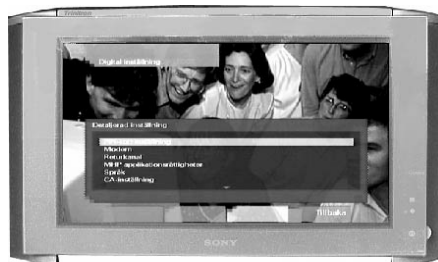 Digital inställning
Detaljerad inställning
Modem
Returkanal
MHP applikationsrättigheter
Språk
CA-inställning
Tillbaka
SONY